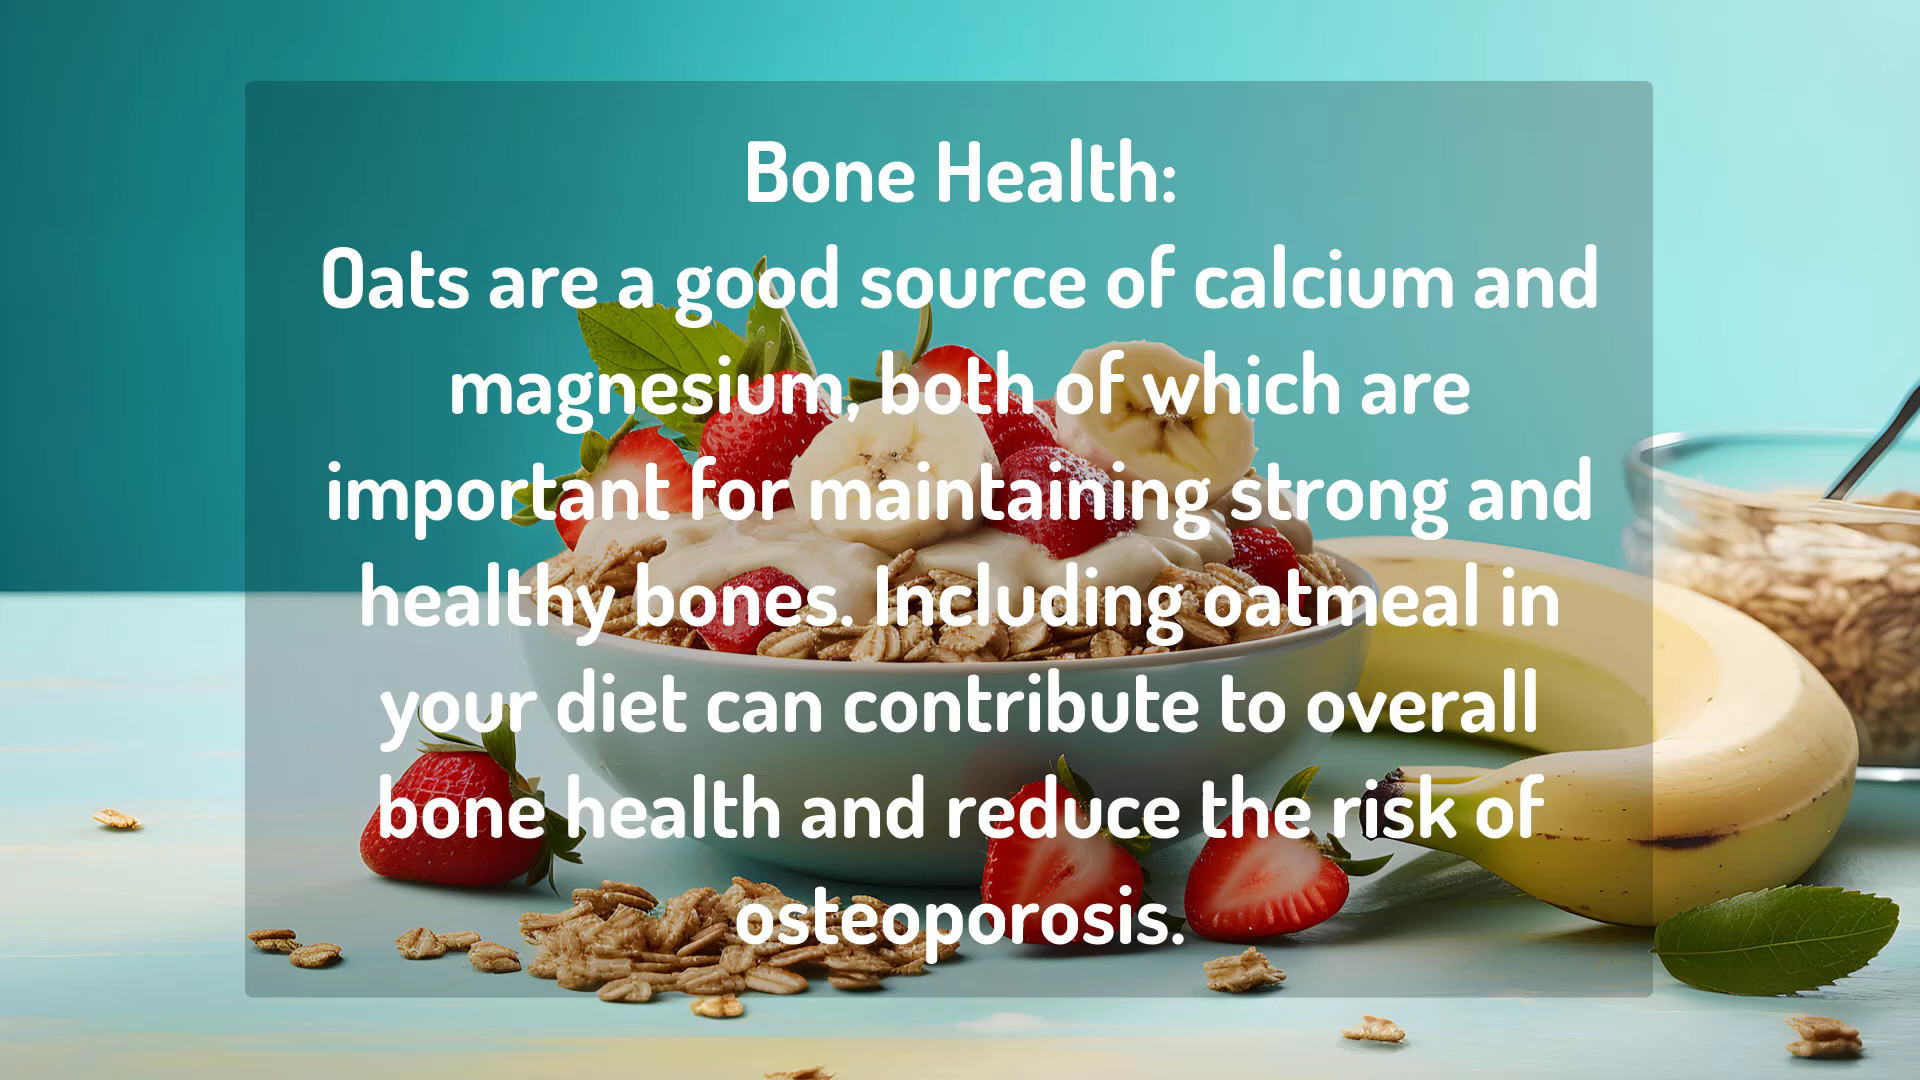 Bone Health:
Oats are a good source of calcium and
magnesium, both of which are
important for maintaining strong and
healthy bones. Including oatmeal in
your diet can contribute to overall
bone health and reduce the risk of
osteoporosis.